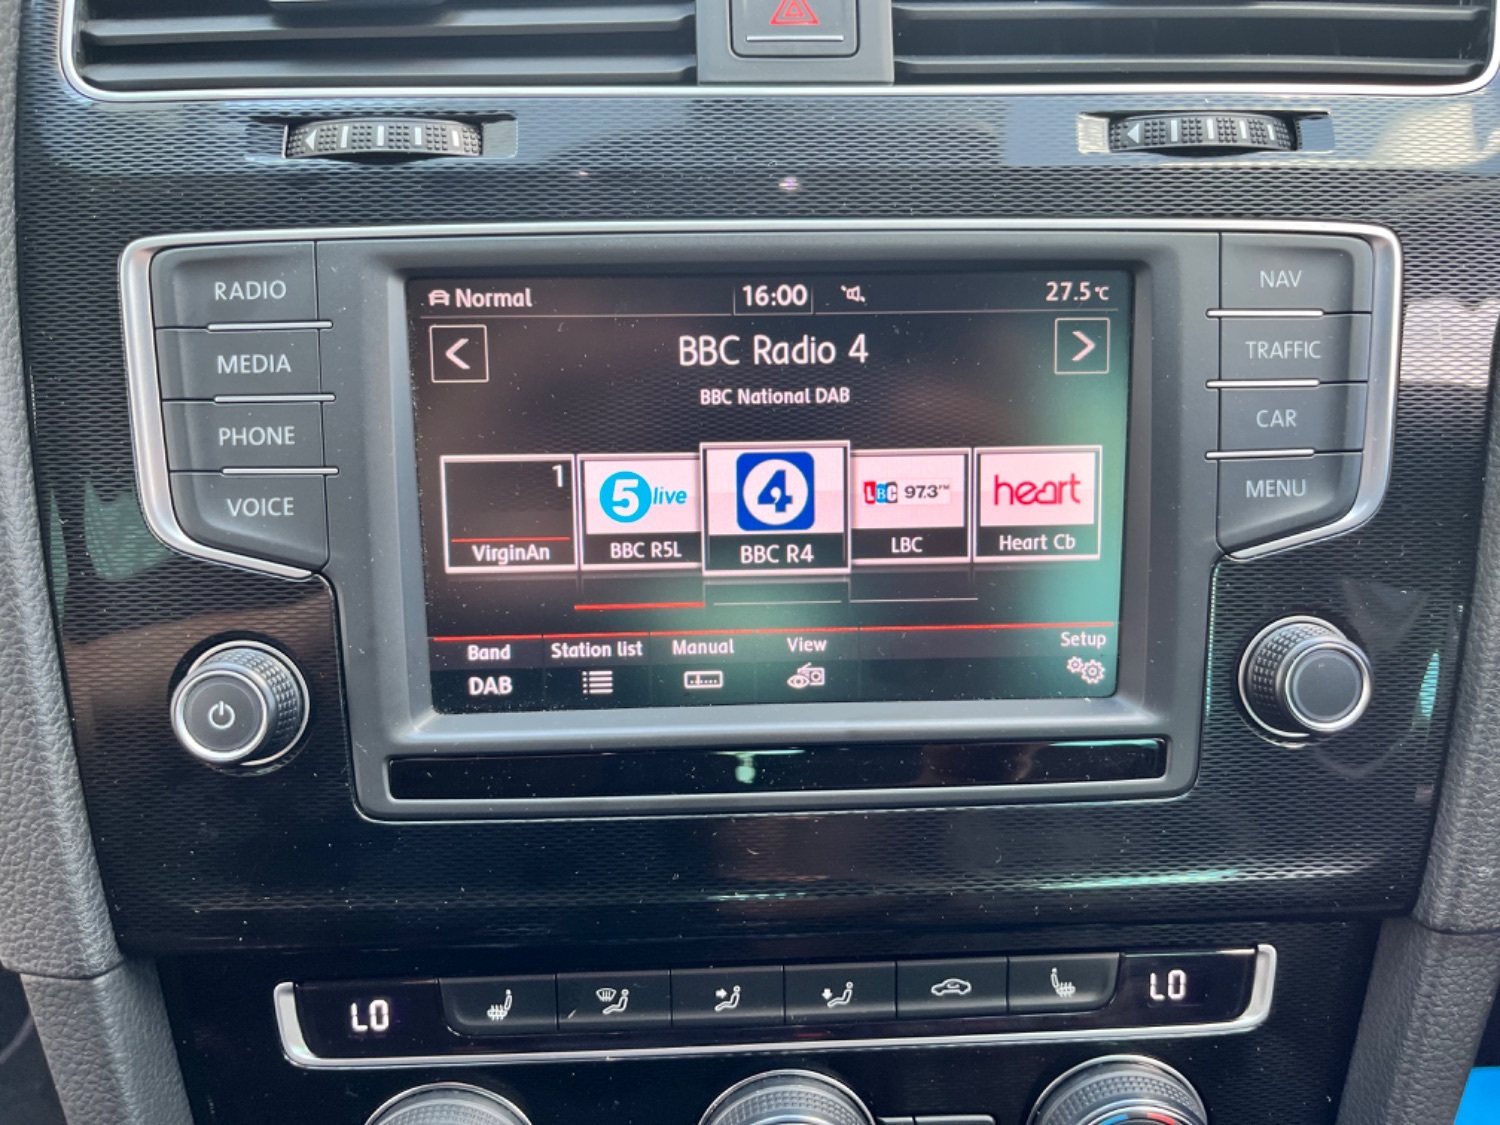 Normal 16:00 27.5°C
BBC Radio 4
BBC National DAB
1
5 live
4
LBC 97.3 FM
heart
VirginAn BBC R5L BBC R4 LBC Heart Cb
Band Station list Manual View Setup
DAB
RADIO
MEDIA
PHONE
VOICE
NAV
TRAFFIC
CAR
MENU
LO LO